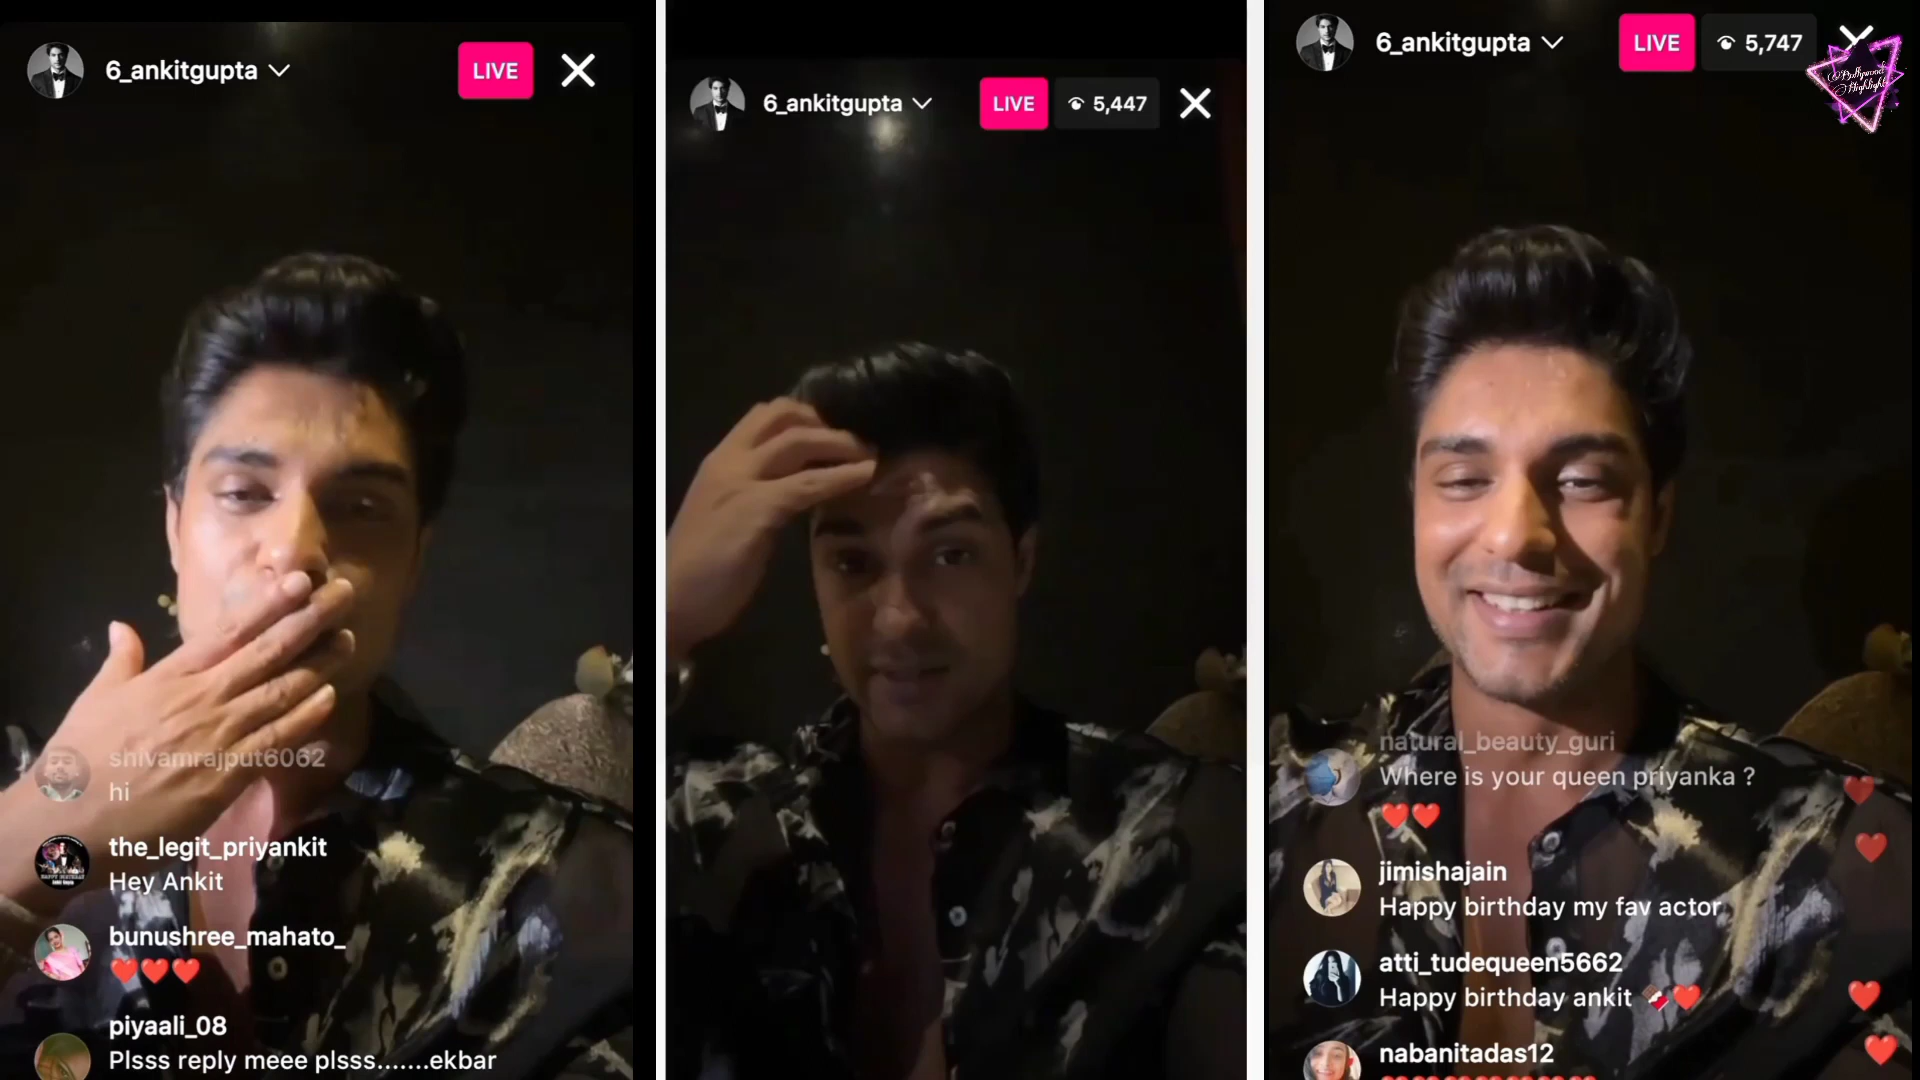 6_ankitgupta
LIVE
shivamrajput6062
hi
the_legit_priyankit
Hey Ankit
bunushree_mahato_
❤️❤️❤️
piyaali_08
Plsss reply meee plsss.......ekbar
6_ankitgupta
LIVE
5,447
6_ankitgupta
LIVE
5,747
Bollywood
Highlight
natural_beauty_guri
Where is your queen priyanka ?
❤️❤️
jimishajain
Happy birthday my fav actor
atti_tudequeen5662
Happy birthday ankit 🍫❤️
nabanitadas12